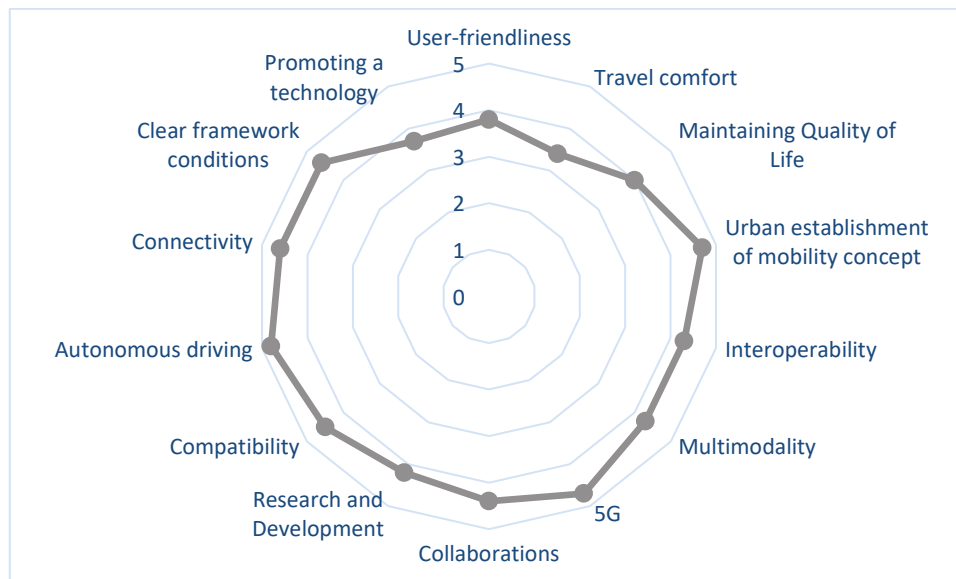 User-friendliness
Travel comfort
Maintaining Quality of
Life
Urban establishment
of mobility concept
Interoperability
Multimodality
5G
Collaborations
Research and
Development
Compatibility
Autonomous driving
Connectivity
Clear framework
conditions
Promoting a
technology
5
4
3
2
1
0